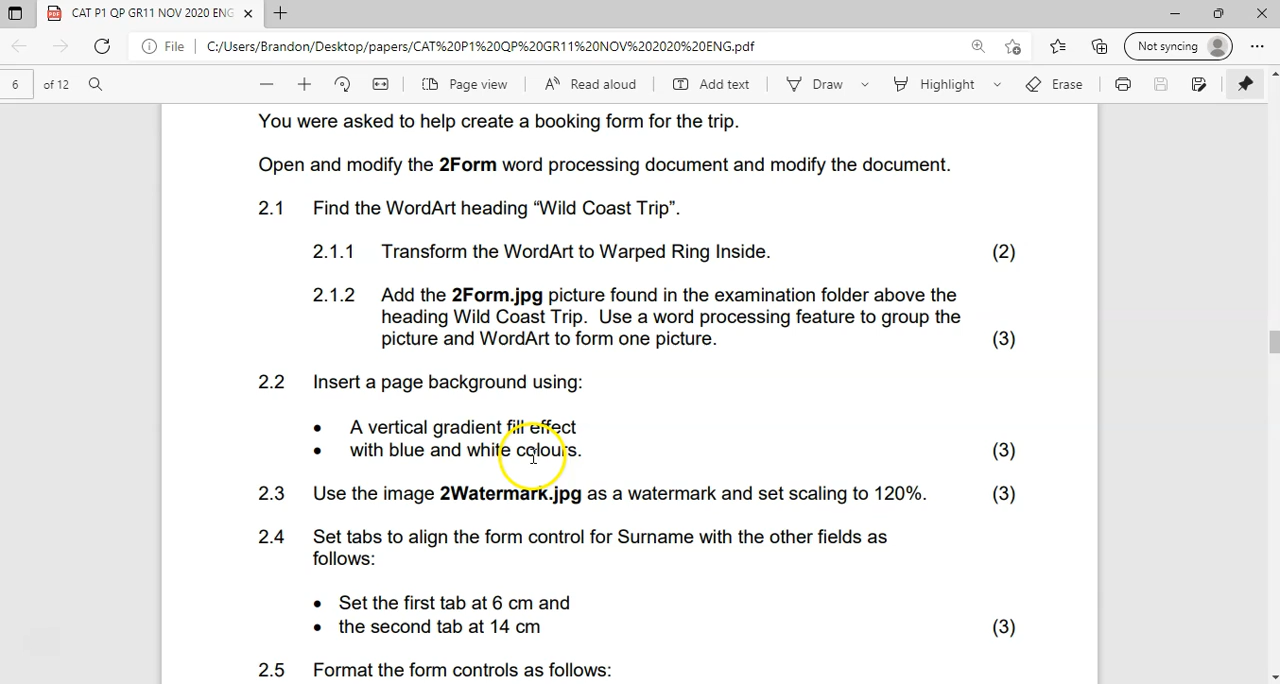 CAT P1 QP GR11 NOV 2020 ENG
File C:/Users/Brandon/Desktop/papers/CAT%20P1%20QP%20GR11%20NOV%202020%20ENG.pdf Not syncing
6 of 12 Page view Read aloud Add text Draw Highlight Erase
You were asked to help create a booking form for the trip.
Open and modify the 2Form word processing document and modify the document.
2.1 Find the WordArt heading “Wild Coast Trip”.
2.1.1 Transform the WordArt to Warped Ring Inside. (2)
2.1.2 Add the 2Form.jpg picture found in the examination folder above the
heading Wild Coast Trip. Use a word processing feature to group the
picture and WordArt to form one picture. (3)
2.2 Insert a page background using:
• A vertical gradient fill effect
• with blue and white colours. (3)
2.3 Use the image 2Watermark.jpg as a watermark and set scaling to 120%. (3)
2.4 Set tabs to align the form control for Surname with the other fields as
follows:
• Set the first tab at 6 cm and
• the second tab at 14 cm (3)
2.5 Format the form controls as follows: